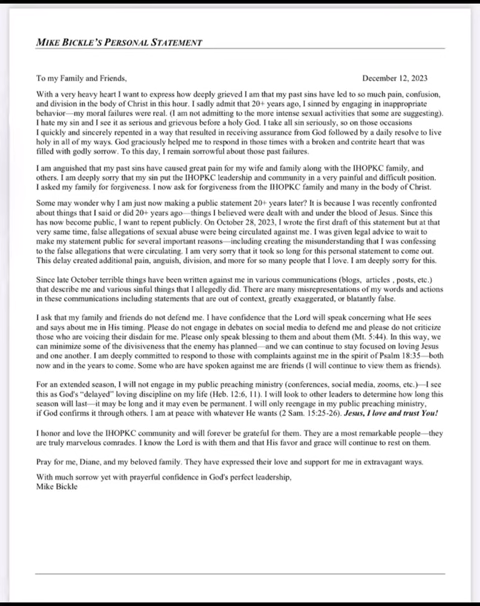 MIKE BICKLE'S PERSONAL STATEMENT
To my Family and Friends, December 12, 2023
With a very heavy heart I want to express how deeply grieved I am that my past sins have led to so much pain, confusion,
and division in the body of Christ in this hour. I sadly admit that 20+ years ago, I sinned by engaging in inappropriate
behavior—my moral failures were real. (I am not admitting to the more intense sexual activities that some are suggesting).
I hate my sin and I see it as serious and grievous before a holy God. I take all sin seriously, so on those occasions
I quickly and sincerely repented in a way that resulted in receiving assurance from God followed by a daily resolve to live
holy in all of my ways. God graciously helped me to respond in those times with a broken and contrite heart that was
filled with godly sorrow. To this day, I remain sorrowful about those past failures.
I am anguished that my past sins have caused great pain for my wife and family along with the IHOPKC family, and
others. I am deeply sorry that my sin put the IHOPKC leadership and community in a very painful and difficult position.
I asked my family for forgiveness. I now ask for forgiveness from the IHOPKC family and many in the body of Christ.
Some may wonder why I am just now making a public statement 20+ years later? It is because I was recently confronted
about things that I said or did 20+ years ago—things I believed were dealt with and under the blood of Jesus. Since this
has now become public, I want to repent publicly. On October 28, 2023, I wrote the first draft of this statement but at that
very same time, false allegations of sexual abuse were being circulated against me. I was given legal advice to wait to
make my statement public for several important reasons—including creating the misunderstanding that I was confessing
to the false allegations that were circulating. I am very sorry that it took so long for this personal statement to come out.
This delay created additional pain, anguish, division, and more for so many people that I love. I am deeply sorry for this.
Since late October terrible things have been written against me in various communications (blogs, articles , posts, etc.)
that describe me and various sinful things that I allegedly did. There are many misrepresentations of my words and actions
in these communications including statements that are out of context, greatly exaggerated, or blatantly false.
I ask that my family and friends do not defend me. I have confidence that the Lord will speak concerning what He sees
and says about me in His timing. Please do not engage in debates on social media to defend me and please do not criticize
those who are voicing their disdain for me. Please only speak blessing to them and about them (Mt. 5:44). In this way, we
can minimize some of the divisiveness that the enemy has planned—and we can continue to stay focused on loving Jesus
and one another. I am deeply committed to respond to those with complaints against me in the spirit of Psalm 18:35—both
now and in the years to come. Some who are spoken against me are friends (I will continue to view them as friends).
For an extended season, I will not engage in my public preaching ministry (conferences, social media, zooms, etc.)—I see
this as God's "delayed" loving discipline on my life (Heb. 12:6, 11). I will look to other leaders to determine how long this
season will last—it may be long and it may even be permanent. I will only reengage in my public preaching ministry,
if God confirms it through others. I am at peace with whatever He wants (2 Sam. 15:25-26). Jesus, I love and trust You!
I honor and love the IHOPKC community and will forever be grateful for them. They are a most remarkable people—they
are truly marvelous comrades. I know the Lord is with them and that His favor and grace will continue to rest on them.
Pray for me, Diane, and my beloved family. They have expressed their love and support for me in extravagant ways.
With much sorrow yet with prayerful confidence in God's perfect leadership,
Mike Bickle